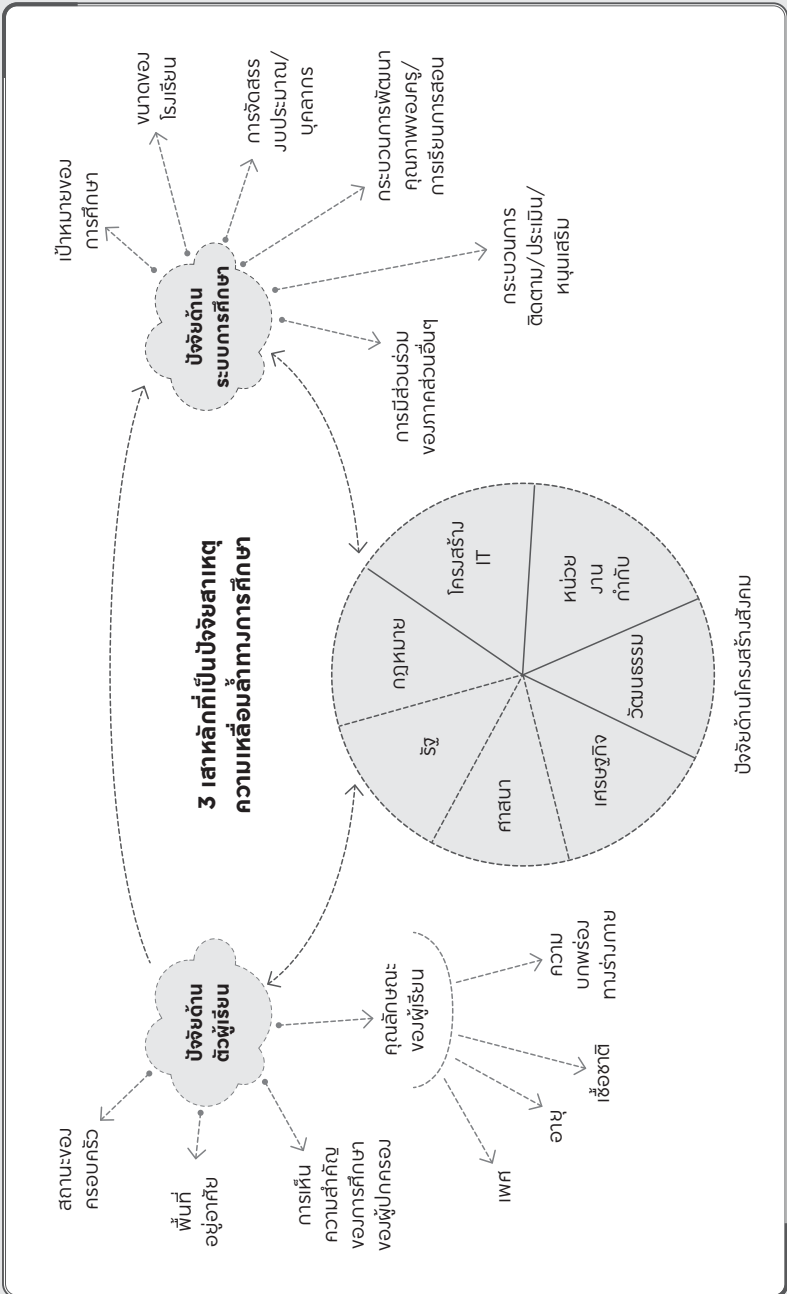 3 เสาหลักที่เป็นปัจจัยสาเหตุ
ความเหลื่อมล้ำทางการศึกษา
ปัจจัยด้าน
ตัวผู้เรียน
สถานะของ
ครอบครัว
พื้นที่
อยู่อาศัย
การเห็น
ความสำคัญ
ของการศึกษา
ของผู้ปกครอง
คุณลักษณะ
ของผู้เรียน
เพศ
อายุ
เชื้อชาติ
ความ
บกพร่อง
ทางร่างกาย
ปัจจัยด้าน
ระบบการศึกษา
เป้าหมายของ
การศึกษา
ขนาดของ
โรงเรียน
การจัดสรร
งบประมาณ/
บุคลากร
กระบวนการพัฒนา
คุณภาพของครู/
การเรียนการสอน
กระบวนการ
ติดตาม/ประเมิน/
หนุนเสริม
การมีส่วนร่วม
ของภาคส่วนอื่นๆ
กฎหมาย
โครงสร้าง
IT
หน่วย
งาน
กำกับ
วัฒนธรรม
เศรษฐกิจ
ศาสนา
รัฐ
ปัจจัยด้านโครงสร้างสังคม